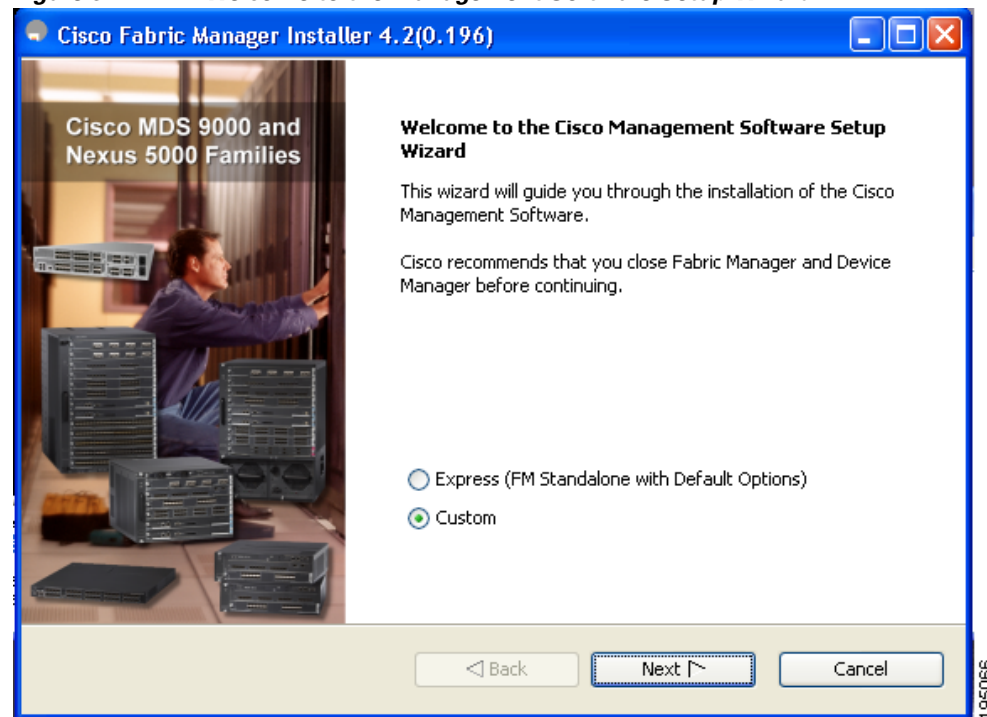 Cisco Fabric Manager Installer 4.2(0.196)
Cisco MDS 9000 and
Nexus 5000 Families
Welcome to the Cisco Management Software Setup
Wizard
This wizard will guide you through the installation of the Cisco
Management Software.
Cisco recommends that you close Fabric Manager and Device
Manager before continuing.
Express (FM Standalone with Default Options)
Custom
Back
Next
Cancel
195066